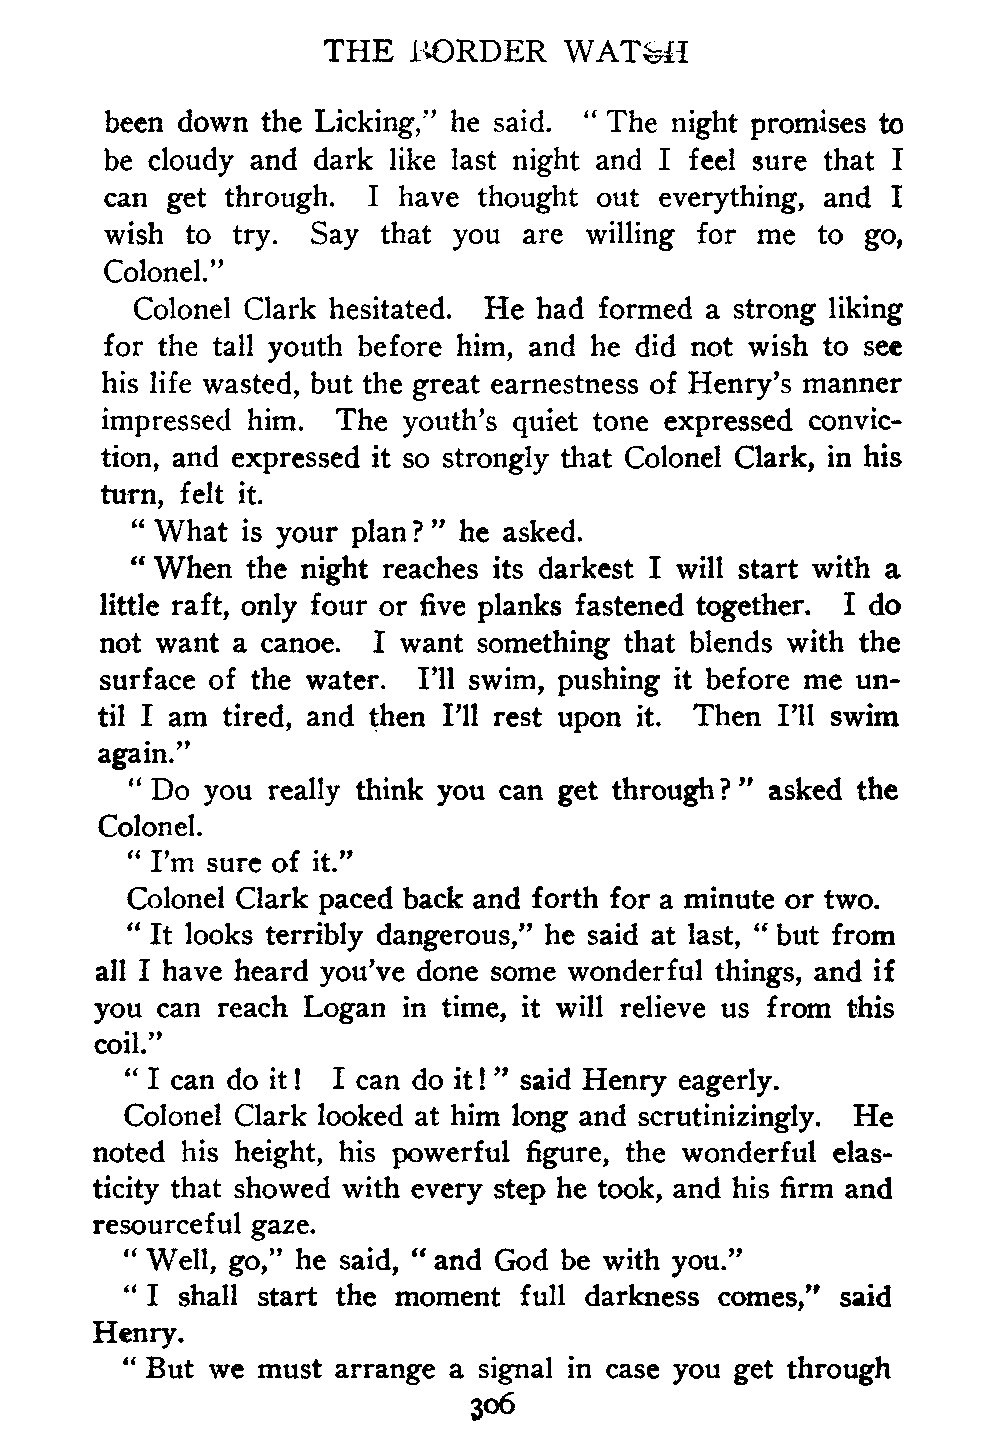 THE BORDER WATCH
been down the Licking," he said. "The night promises to
be cloudy and dark like last night and I feel sure that I
can get through. I have thought out everything, and I
wish to try. Say that you are willing for me to go,
Colonel."
Colonel Clark hesitated. He had formed a strong liking
for the tall youth before him, and he did not wish to see
his life wasted, but the great earnestness of Henry's manner
impressed him. The youth's quiet tone expressed convic-
tion, and expressed it so strongly that Colonel Clark, in his
turn, felt it.
"What is your plan?" he asked.
"When the night reaches its darkest I will start with a
little raft, only four or five planks fastened together. I do
not want a canoe. I want something that blends with the
surface of the water. I'll swim, pushing it before me un-
til I am tired, and then I'll rest upon it. Then I'll swim
again."
"Do you really think you can get through?" asked the
Colonel.
"I'm sure of it."
Colonel Clark paced back and forth for a minute or two.
"It looks terribly dangerous," he said at last, "but from
all I have heard you've done some wonderful things, and if
you can reach Logan in time, it will relieve us from this
coil."
"I can do it! I can do it!" said Henry eagerly.
Colonel Clark looked at him long and scrutinizingly. He
noted his height, his powerful figure, the wonderful elas-
ticity that showed with every step he took, and his firm and
resourceful gaze.
"Well, go," he said, "and God be with you."
"I shall start the moment full darkness comes," said
Henry.
"But we must arrange a signal in case you get through
306